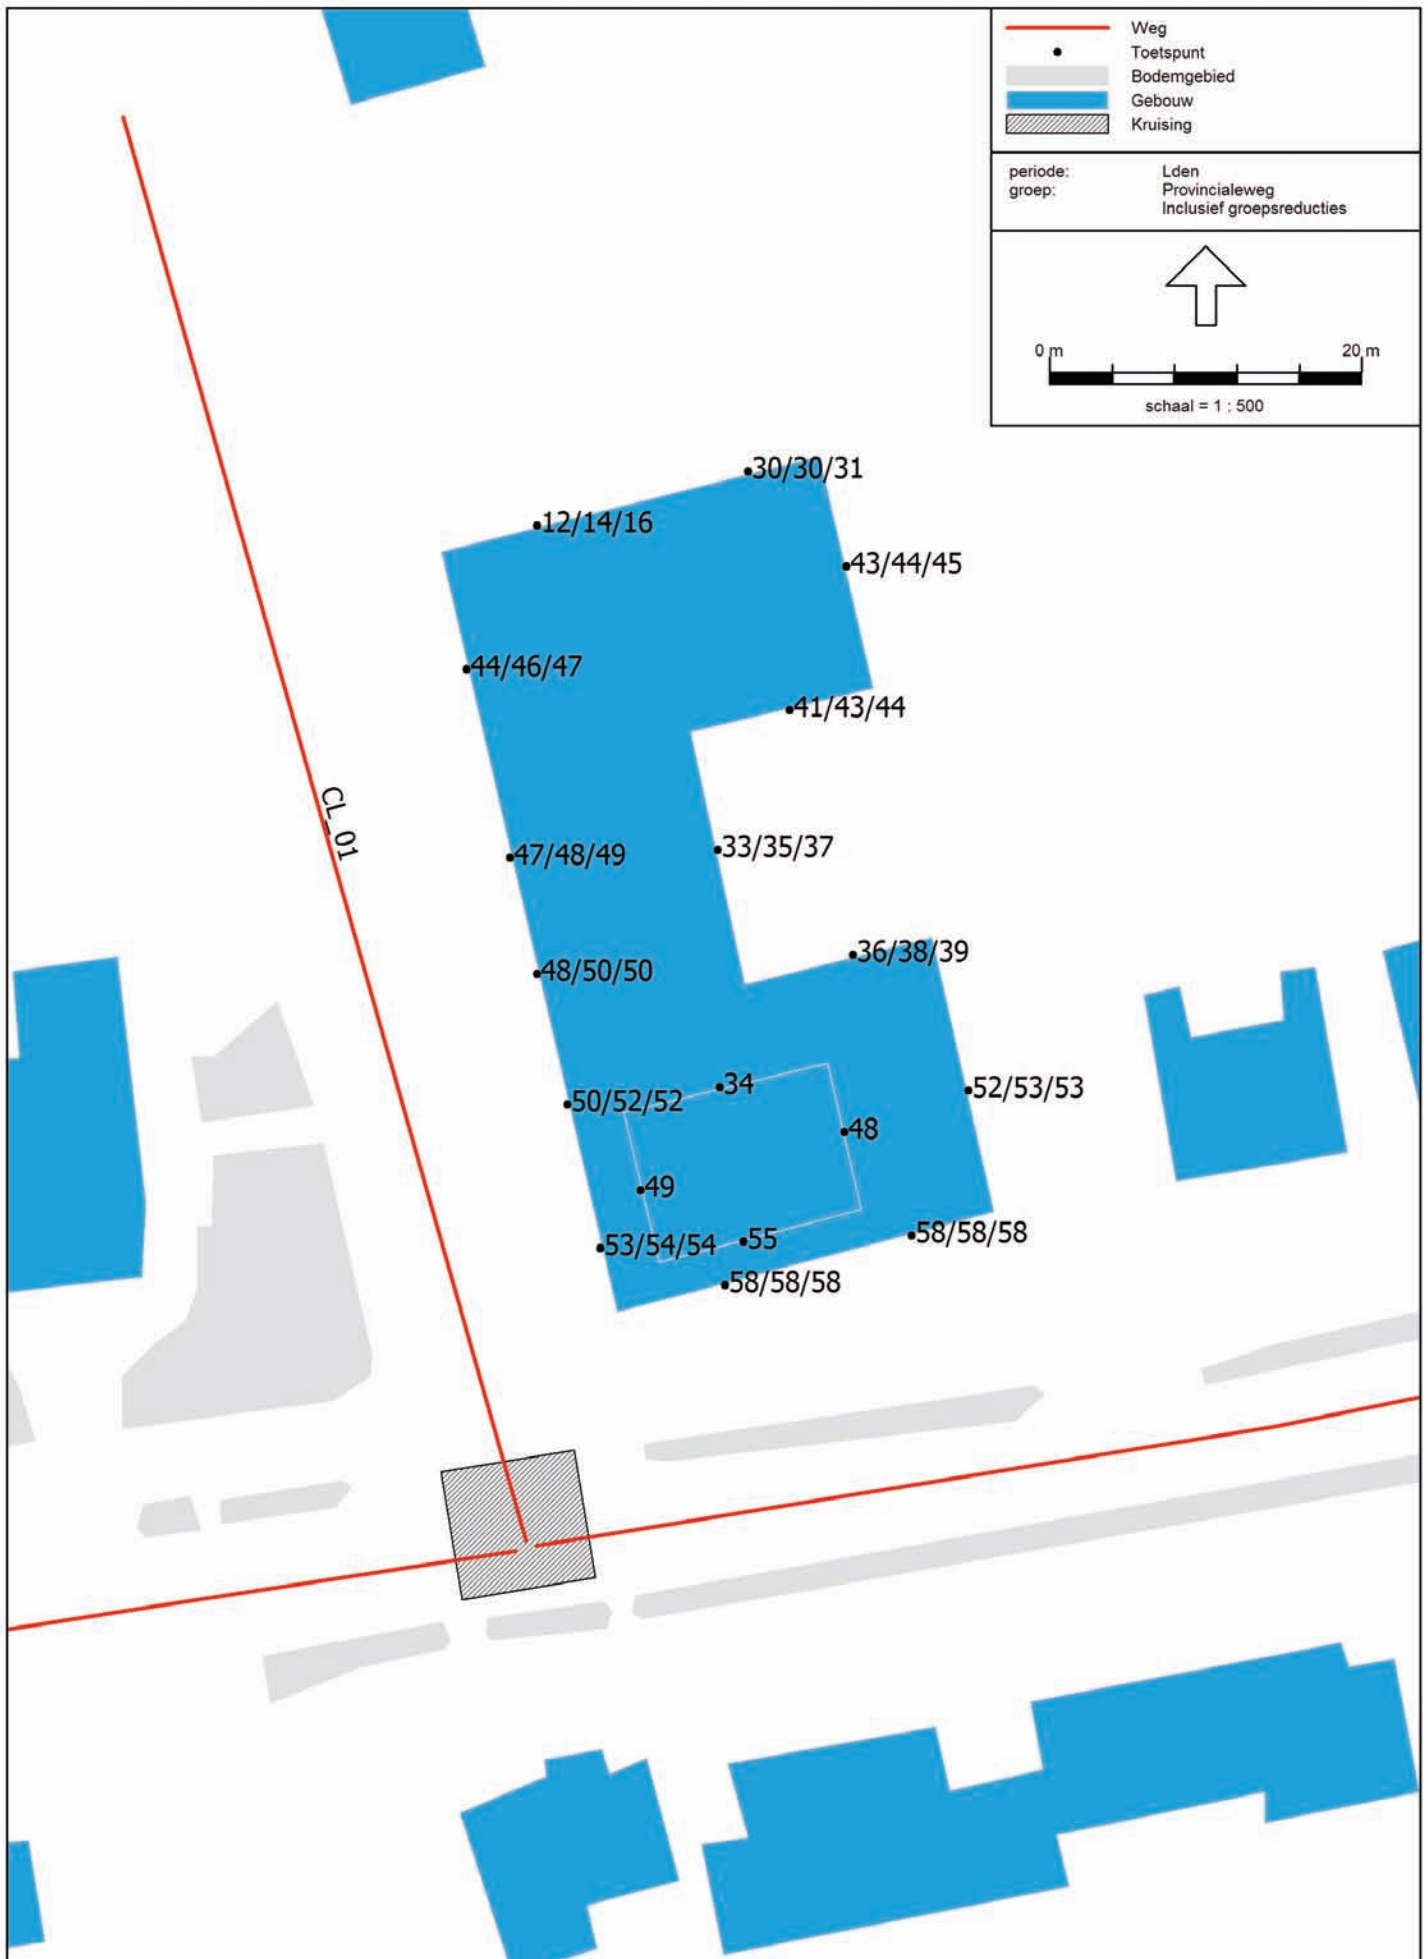 Weg
Toetspunt
Bodemgebied
Gebouw
Kruising
periode: Lden
groep: Provincialeweg
Inclusief groepsreducties
0 m 20 m
schaal = 1 : 500
30/30/31
12/14/16
43/44/45
44/46/47
41/43/44
CL_01
33/35/37
47/48/49
36/38/39
48/50/50
34
52/53/53
50/52/52
48
49
58/58/58
55
53/54/54
58/58/58